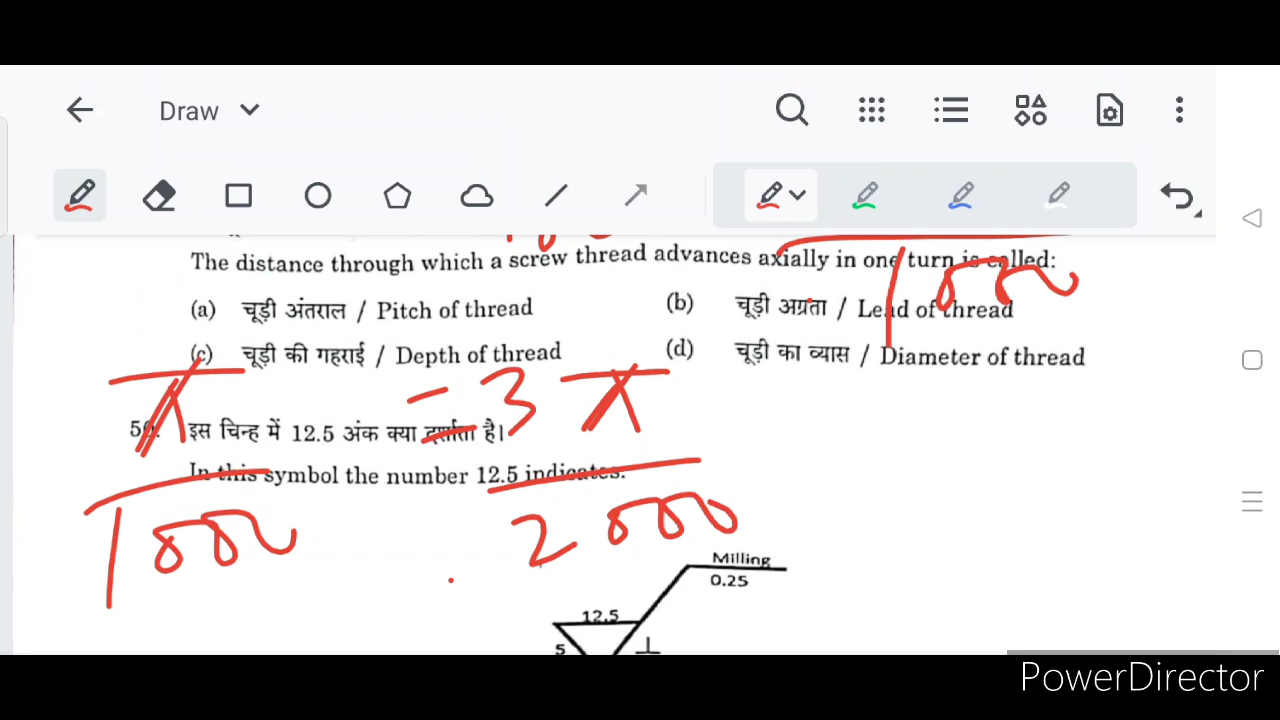 Draw
The distance through which a screw thread advances axially in one turn is called:
(a) चूड़ी अंतराल / Pitch of thread (b) चूड़ी अग्रता / Lead of thread
(c) चूड़ी की गहराई / Depth of thread (d) चूड़ी का व्यास / Diameter of thread
= 3
50. इस चिन्ह में 12.5 अंक क्या दर्शाता है।
In this symbol the number 12.5 indicates:
Milling
0.25
12.5
5
PowerDirector